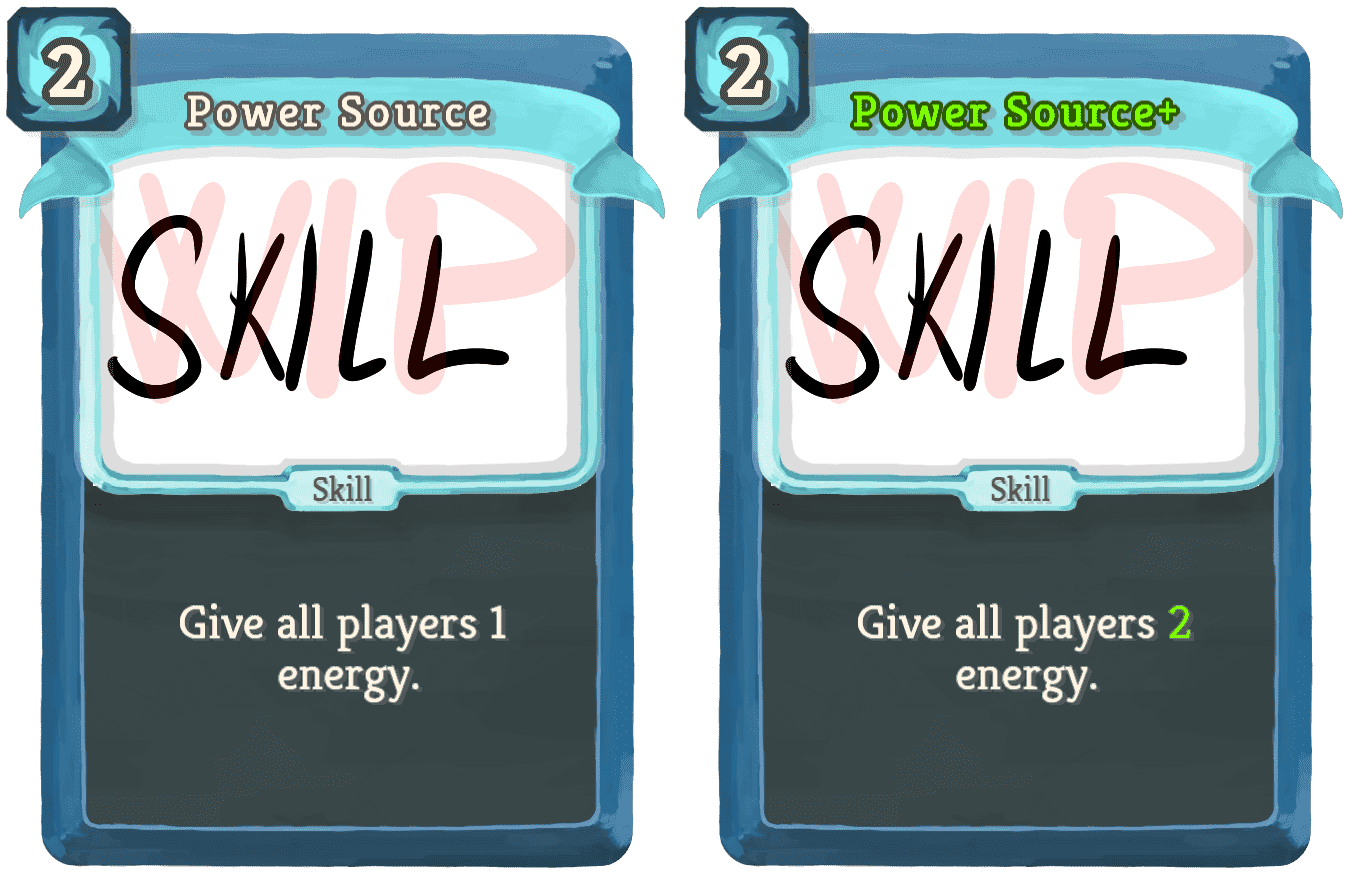 2
Power Source
WIP
SKILL
Skill
Give all players 1
energy.
2
Power Source+
WIP
SKILL
Skill
Give all players 2
energy.